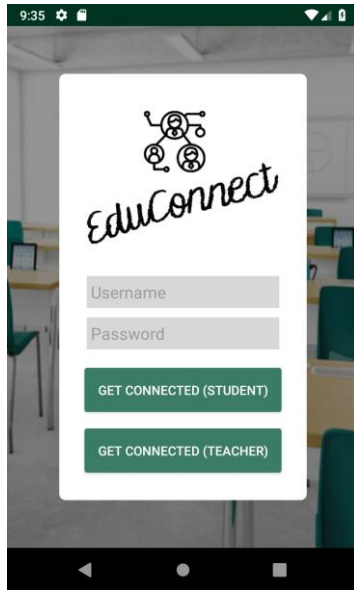 9:35
EduConnect
Username
Password
GET CONNECTED (STUDENT)
GET CONNECTED (TEACHER)